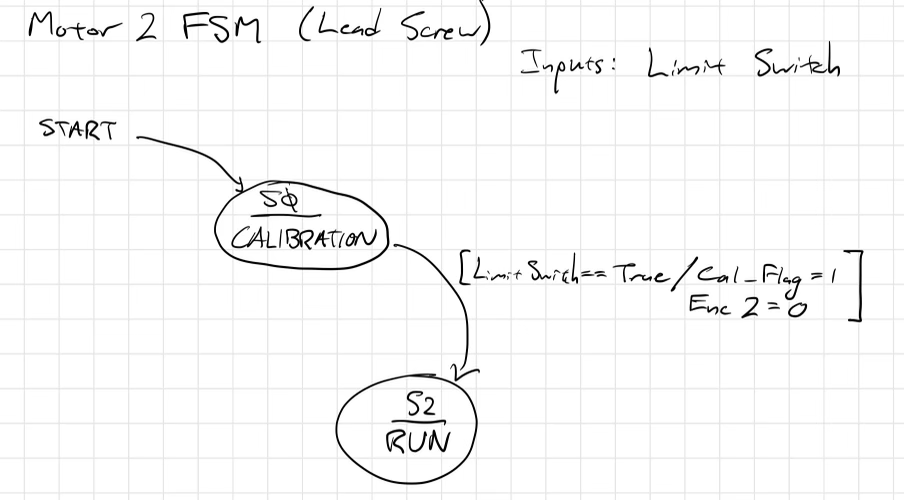 Motor 2 FSM (Lead Screw)
Inputs: Limit Switch
START
S0
CALIBRATION
[Limit Swich== True/Cal_Flag = 1
Enc 2 = 0]
S2
RUN